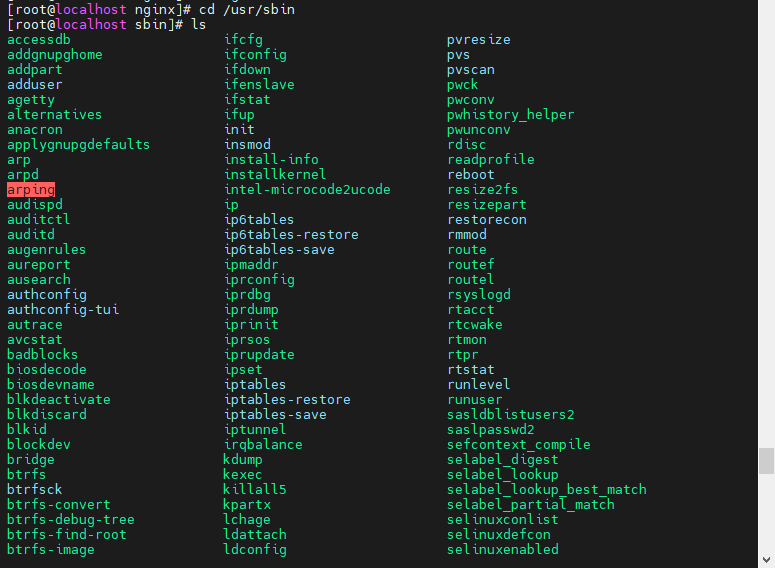 [root@localhost nginx]# cd /usr/sbin
[root@localhost sbin]# ls
accessdb ifcfg pvresize
addgnupghome ifconfig pvs
addpart ifdown pvscan
adduser ifenslave pwck
agetty ifstat pwconv
alternatives ifup pwhistory_helper
anacron init pwunconv
applygnupgdefaults insmod rdisc
arp install-info readprofile
arpd installkernel reboot
arping intel-microcode2ucode resize2fs
audispd ip resizepart
auditctl ip6tables restorecon
auditd ip6tables-restore rmmod
augenrules ip6tables-save route
aureport ipmaddr routef
ausearch iprconfig routel
authconfig iprdbg rsyslogd
authconfig-tui iprdump rtacct
autrace iprinit rtcwake
avcstat iprsos rtmon
badblocks iprupdate rtpr
biosdecode ipset rtstat
biosdevname iptables runlevel
blkdeactivate iptables-restore runuser
blkdiscard iptables-save sasldblistusers2
blkid iptunnel saslpasswd2
blockdev irqbalance sefcontext_compile
bridge kdump selabel_digest
btrfs kexec selabel_lookup
btrfsck killall5 selabel_lookup_best_match
btrfs-convert kpartx selabel_partial_match
btrfs-debug-tree lchage selinuxconlist
btrfs-find-root ldattach selinuxdefcon
btrfs-image ldconfig selinuxenabled